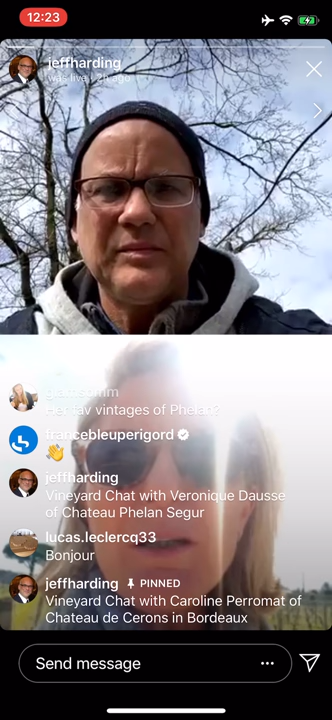 12:23
jeffharding
was live | 2h ago
Her fav vintages of Phelan?
francebleuperigord
👋
jeffharding
Vineyard Chat with Veronique Dausse
of Chateau Phelan Segur
lucas.leclercq33
Bonjour
jeffharding PINNED
Vineyard Chat with Caroline Perromat of
Chateau de Cerons in Bordeaux
Send message